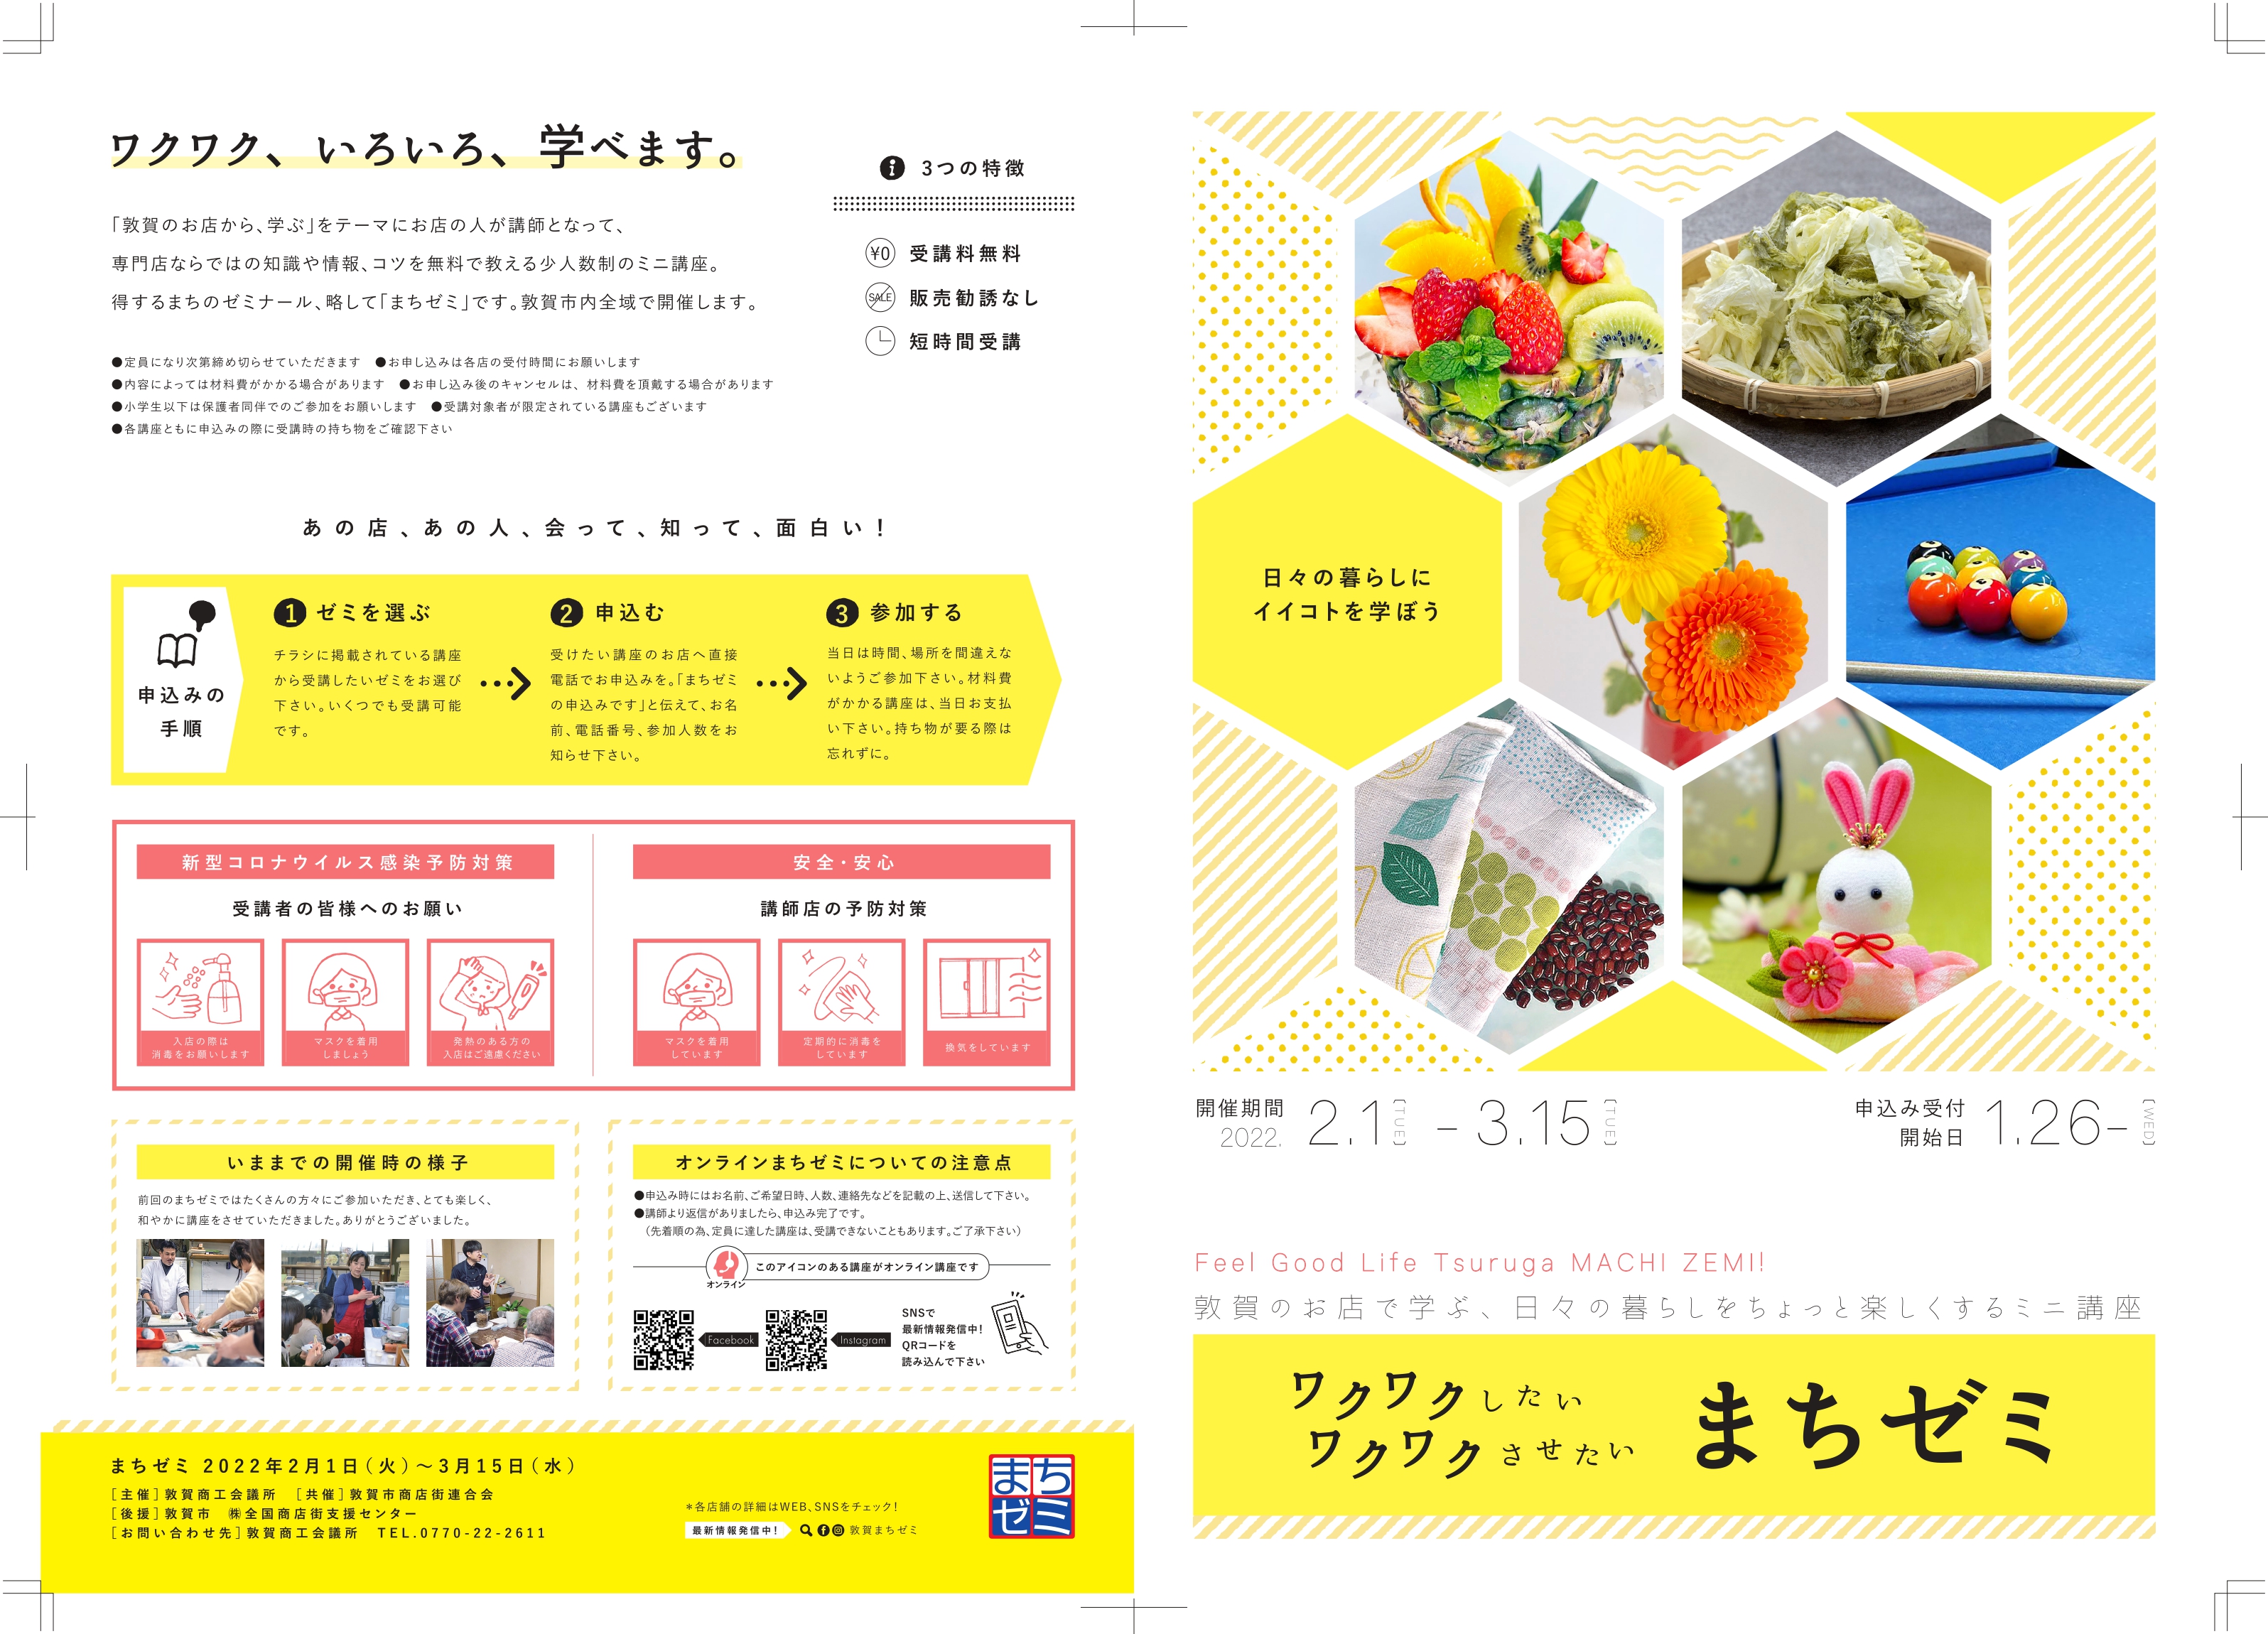 ワクワク、いろいろ、学べます。
「敦賀のお店から、学ぶ」をテーマにお店の人が講師となって、
専門店ならではの知識や情報、コツを無料で教える少人数制のミニ講座。
得するまちのゼミナール、略して「まちゼミ」です。敦賀市内全域で開催します。
●定員になり次第締め切らせていただきます　●お申し込みは各店の受付時間にお願いします
●内容によっては材料費がかかる場合があります　●お申し込み後のキャンセルは、材料費を頂戴する場合があります
●小学生以下は保護者同伴でのご参加をお願いします　●受講対象者が限定されている講座もございます
●各講座ともに申込みの際に受講時の持ち物をご確認下さい
i 3つの特徴
¥0 受講料無料
SALE 販売勧誘なし
短時間受講
あの店、あの人、会って、知って、面白い！
申込みの
手順
1 ゼミを選ぶ
チラシに掲載されている講座
から受講したいゼミをお選び
下さい。いくつでも受講可能
です。
2 申込む
受けたい講座のお店へ直接
電話でお申込みを。「まちゼミ
の申込みです」と伝えて、お名
前、電話番号、参加人数をお
知らせ下さい。
3 参加する
当日は時間、場所を間違えな
いようご参加下さい。材料費
がかかる講座は、当日お支払
い下さい。持ち物が要る際は
忘れずに。
新型コロナウイルス感染予防対策
受講者の皆様へのお願い
入店の際は
消毒をお願いします
マスクを着用
しましょう
発熱のある方の
入店はご遠慮ください
安全・安心
講師店の予防対策
マスクを着用
しています
定期的に消毒を
しています
換気をしています
いままでの開催時の様子
前回のまちゼミではたくさんの方々にご参加いただき、とても楽しく、
和やかに講座をさせていただきました。ありがとうございました。
オンラインまちゼミについての注意点
●申込み時にはお名前、ご希望日時、人数、連絡先などを記載の上、送信して下さい。
●講師より返信がありましたら、申込み完了です。
（先着順の為、定員に達した講座は、受講できないこともあります。ご了承下さい）
オンライン
このアイコンのある講座がオンライン講座です
Facebook
Instagram
SNSで
最新情報発信中！
QRコードを
読み込んで下さい
まちゼミ 2022年2月1日（火）〜3月15日（水）
［主催］敦賀商工会議所　［共催］敦賀市商店街連合会
［後援］敦賀市　㈱全国商店街支援センター
［お問い合わせ先］敦賀商工会議所　TEL.0770-22-2611
＊各店舗の詳細はWEB、SNSをチェック！
最新情報発信中！ 敦賀まちゼミ
まち
ゼミ
日々の暮らしに
イイコトを学ぼう
開催期間
2022. 2.1［TUE］– 3.15［TUE］
申込み受付
開始日 1.26–［WED］
Feel Good Life Tsuruga MACHI ZEMI!
敦賀のお店で学ぶ、日々の暮らしをちょっと楽しくするミニ講座
ワクワクしたい
ワクワクさせたい
まちゼミ